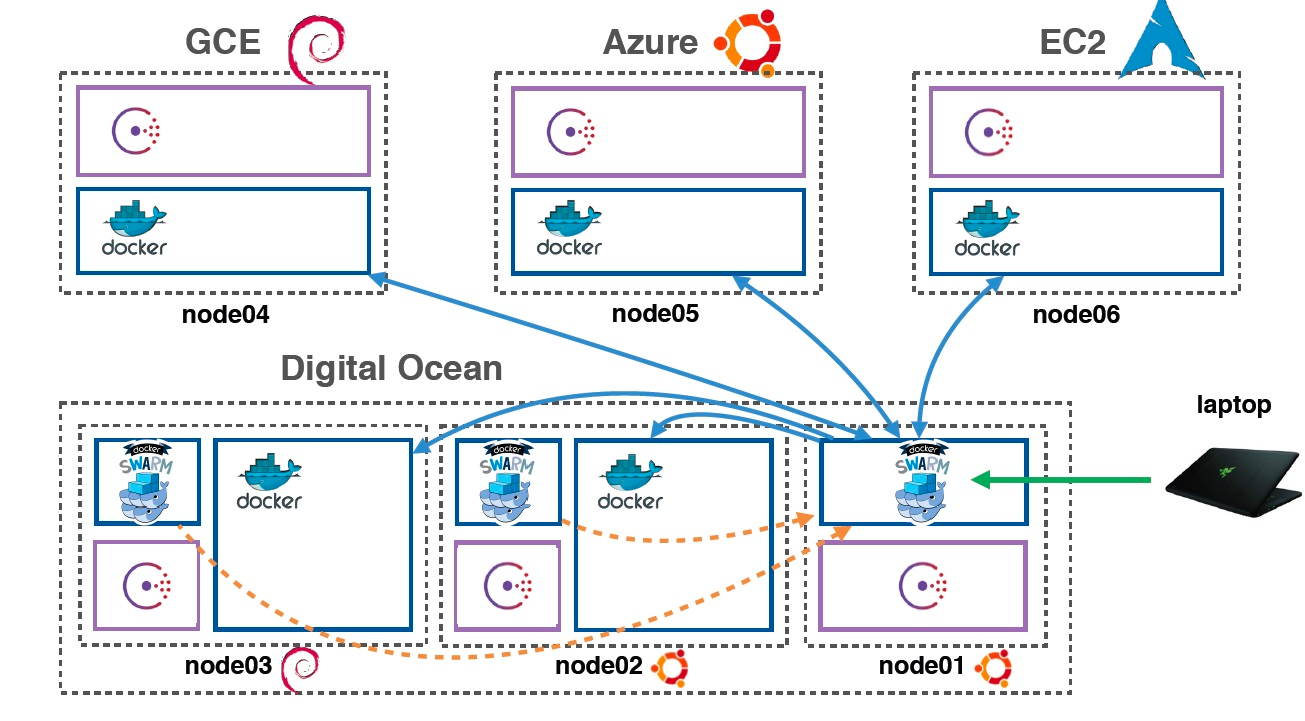 GCE
Azure
EC2
docker
docker
docker
node04
node05
node06
Digital Ocean
laptop
docker
SWARM
docker
docker
SWARM
docker
docker
SWARM
node03
node02
node01